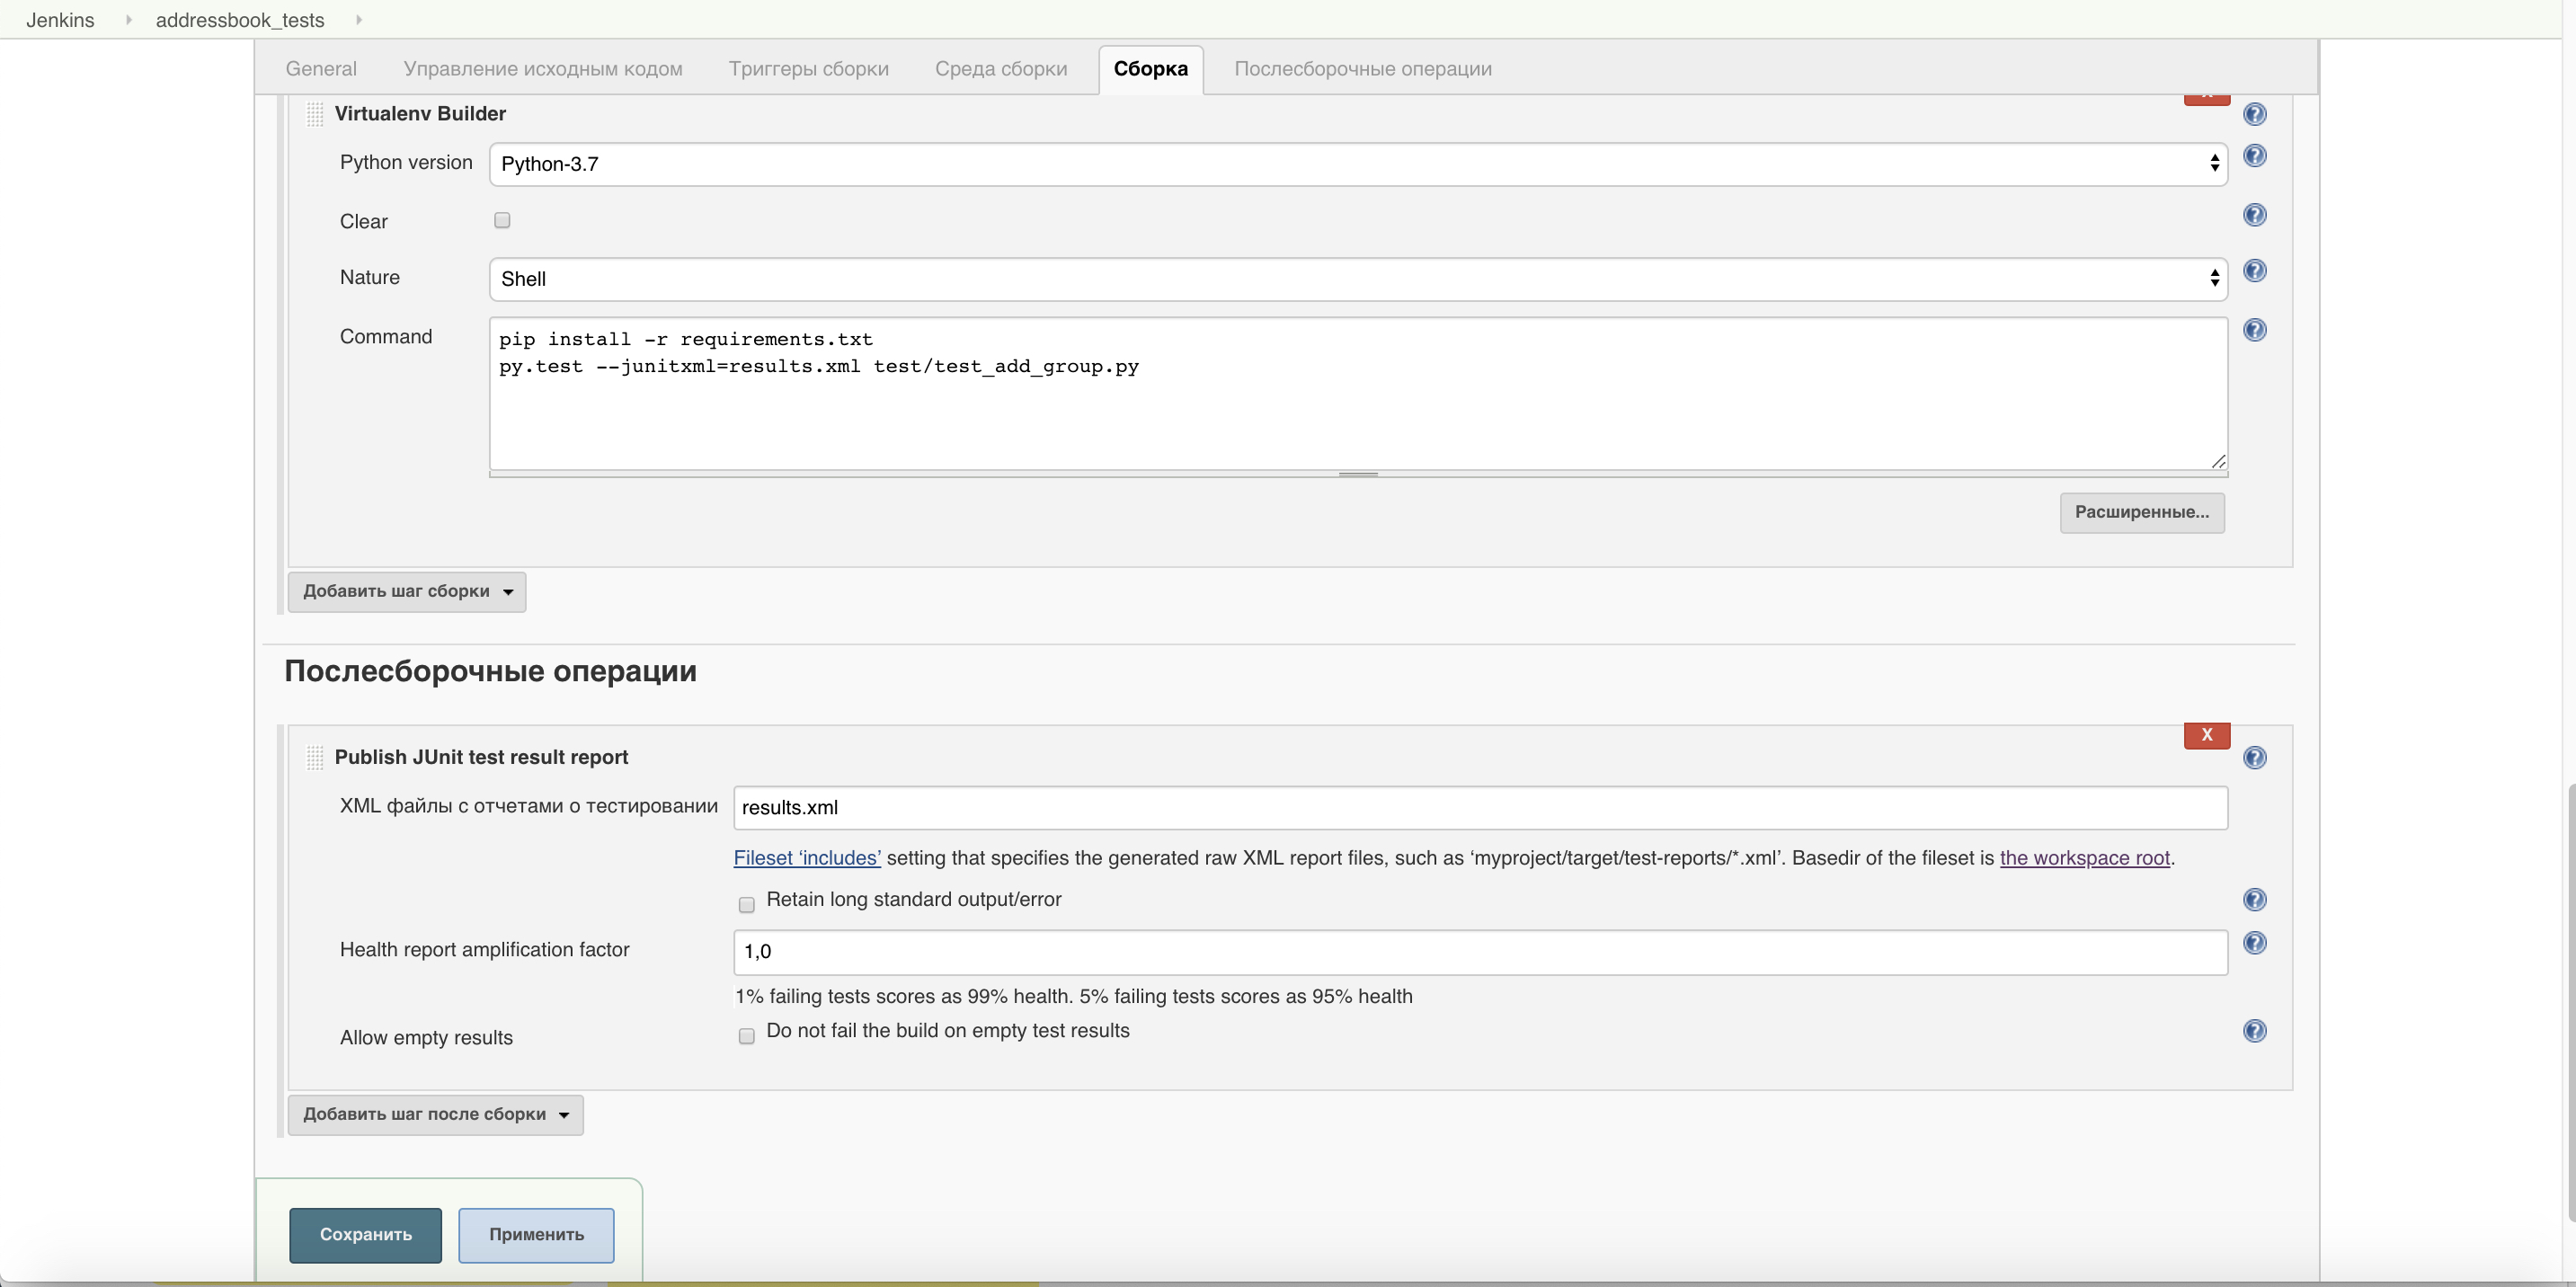 Jenkins addressbook_tests
General Управление исходным кодом Триггеры сборки Среда сборки Сборка Послесборочные операции
Virtualenv Builder
Python version Python-3.7
Clear
Nature Shell
Command
pip install -r requirements.txt
py.test --junitxml=results.xml test/test_add_group.py
Расширенные...
Добавить шаг сборки
Послесборочные операции
X
Publish JUnit test result report
XML файлы с отчетами о тестировании results.xml
Fileset ‘includes’ setting that specifies the generated raw XML report files, such as ‘myproject/target/test-reports/*.xml’. Basedir of the fileset is the workspace root.
Retain long standard output/error
Health report amplification factor 1,0
1% failing tests scores as 99% health. 5% failing tests scores as 95% health
Allow empty results Do not fail the build on empty test results
Добавить шаг после сборки
Сохранить Применить